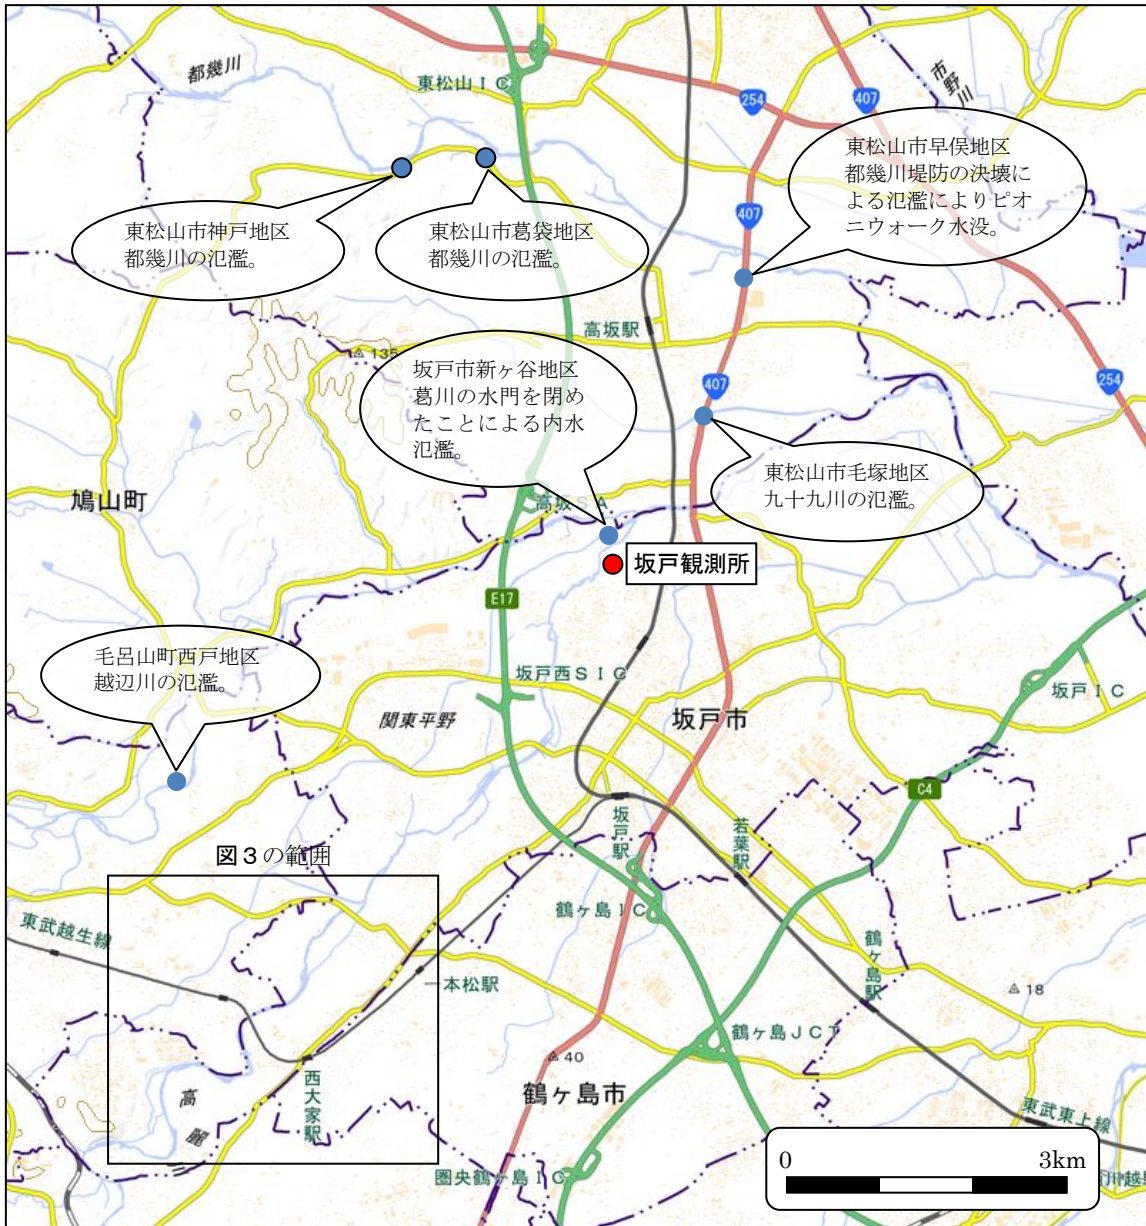 都幾川
東松山ＩＣ
市野川
254
407
東松山市早俣地区
都幾川堤防の決壊に
よる氾濫によりピオ
ニウォーク水没。
407
東松山市神戸地区
都幾川の氾濫。
東松山市葛袋地区
都幾川の氾濫。
高坂駅
135
坂戸市新ヶ谷地区
葛川の水門を閉め
たことによる内水
氾濫。
407
254
東松山市毛塚地区
九十九川の氾濫。
鳩山町
高坂ＳＡ
坂戸観測所
E17
毛呂山町西戸地区
越辺川の氾濫。
坂戸西ＳＩＣ
坂戸ＩＣ
関東平野
坂戸市
C4
坂戸駅
若葉駅
図３の範囲
鶴ヶ島ＩＣ
東武越生線
鶴ヶ島駅
一本松駅
18
鶴ヶ島ＪＣＴ
40
西大家駅
高麗川
鶴ヶ島市
東武東上線
圏央鶴ヶ島ＩＣ
0 3km
川越